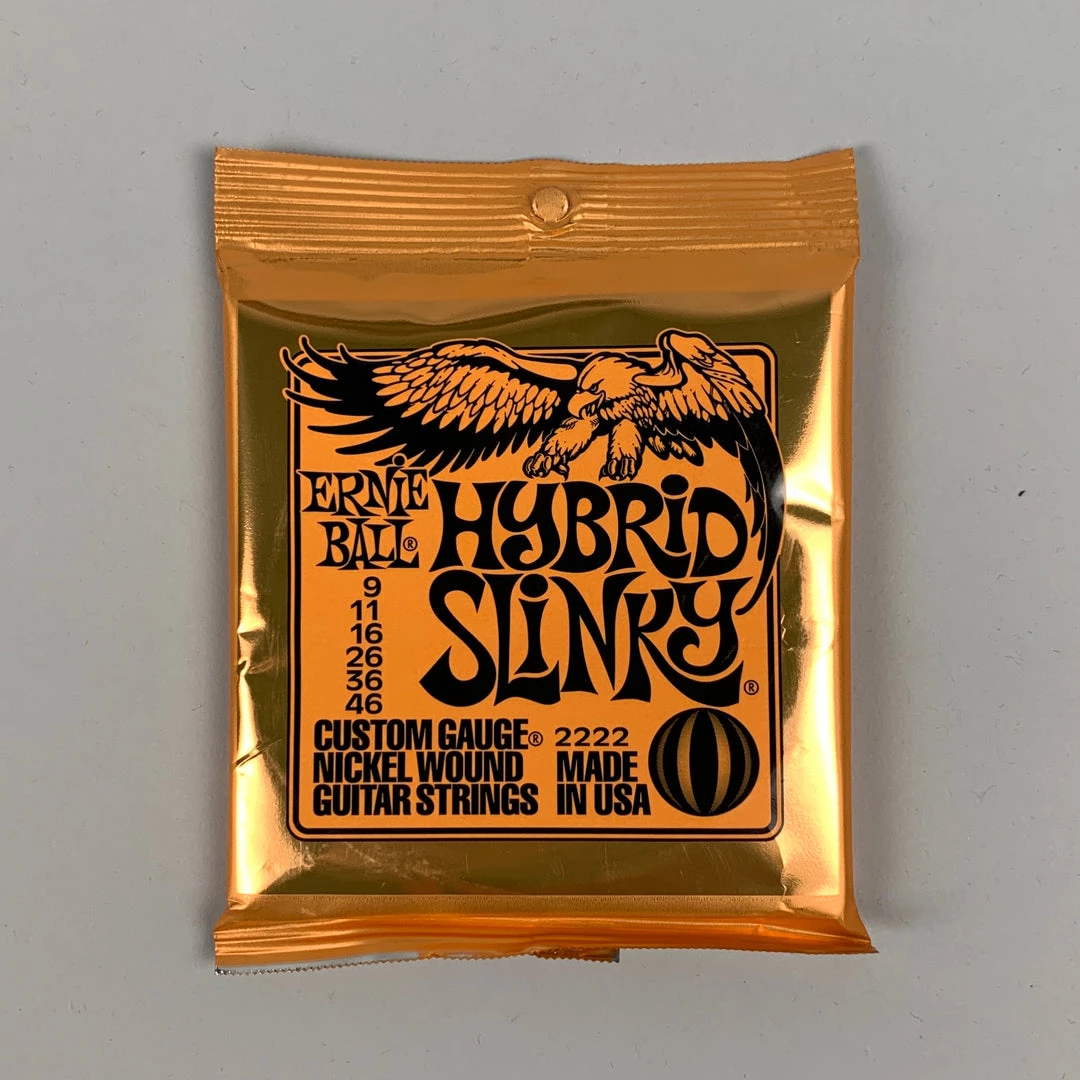 ERNiE
BALL®
HYBRiD
SLiNKY®
9
11
16
26
36
46
CUSTOM GAUGE®
NICKEL WOUND
GUITAR STRINGS
2222
MADE
IN USA